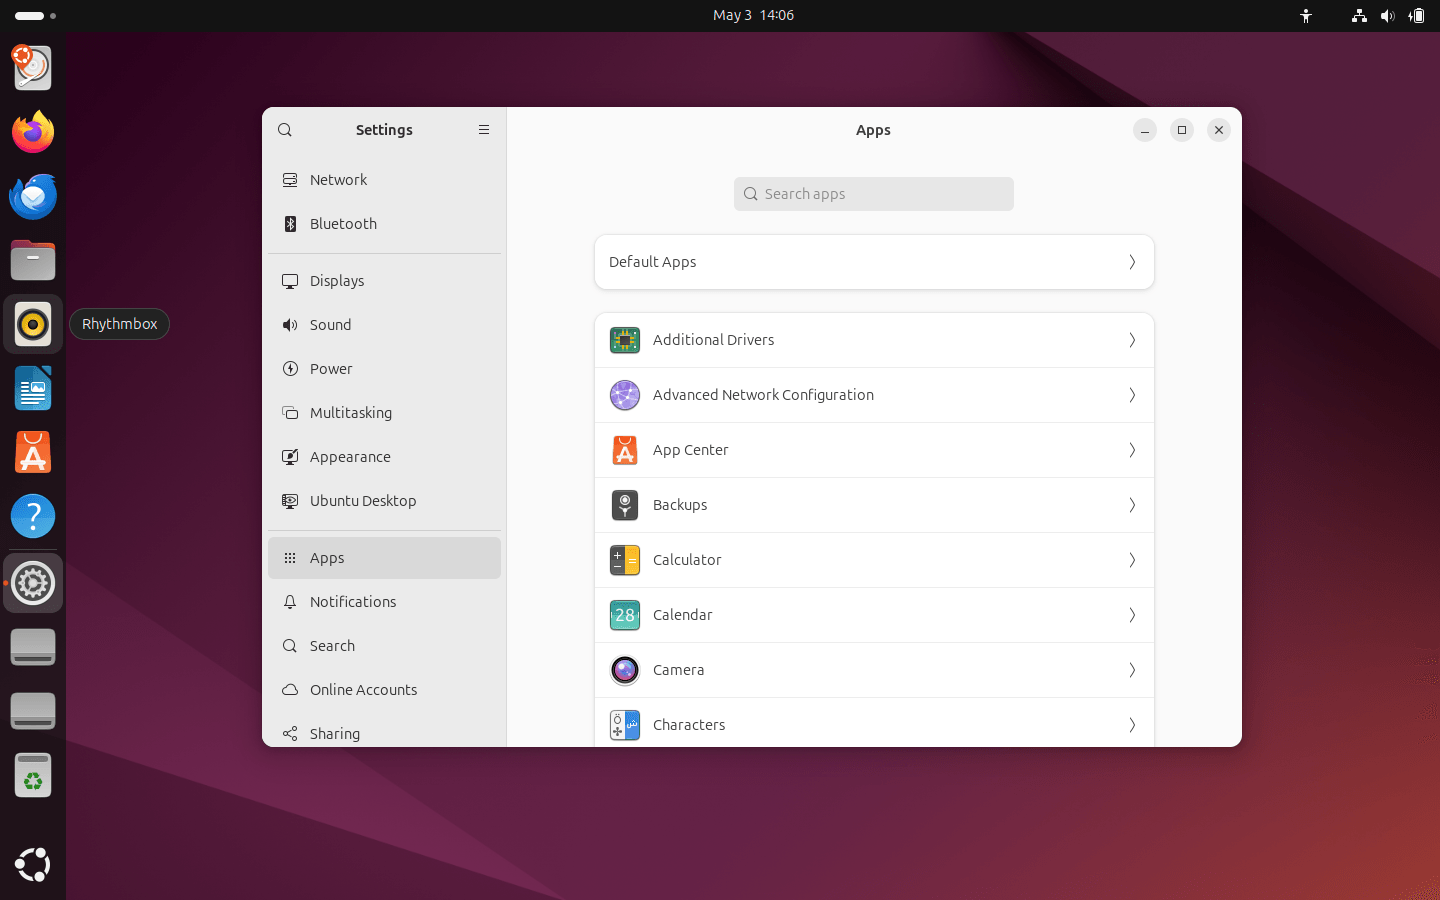 May 3 14:06
Settings
Apps
Network
Bluetooth
Displays
Sound
Power
Multitasking
Appearance
Ubuntu Desktop
Apps
Notifications
Search
Online Accounts
Sharing
Search apps
Default Apps
Additional Drivers
Advanced Network Configuration
App Center
Backups
Calculator
28
Calendar
Camera
Characters
Rhythmbox